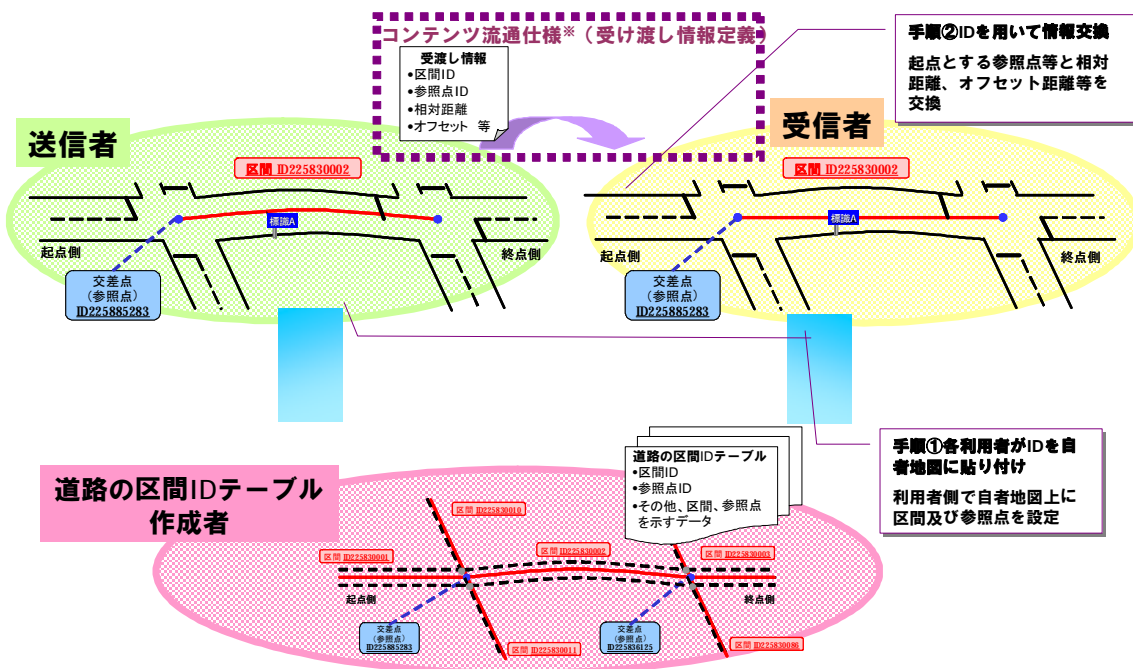 コンテンツ流通仕様※（受け渡し情報定義）
受渡し情報
•区間ID
•参照点ID
•相対距離
•オフセット 等
手順②IDを用いて情報交換
起点とする参照点等と相対
距離、オフセット距離等を
交換
送信者
区間 ID225830002
標識A
起点側
終点側
交差点
(参照点)
ID225885283
受信者
区間 ID225830002
標識A
起点側
終点側
交差点
(参照点)
ID225885283
手順①各利用者がIDを自
者地図に貼り付け
利用者側で自者地図上に
区間及び参照点を設定
道路の区間IDテーブル
作成者
道路の区間IDテーブル
•区間ID
•参照点ID
•その他、区間、参照点
を示すデータ
区間 ID225830010
区間 ID225830001
区間 ID225830002
区間 ID225830003
起点側
終点側
交差点
(参照点)
ID225885283
交差点
(参照点)
ID225836125
区間 ID225830011
区間 ID225830086